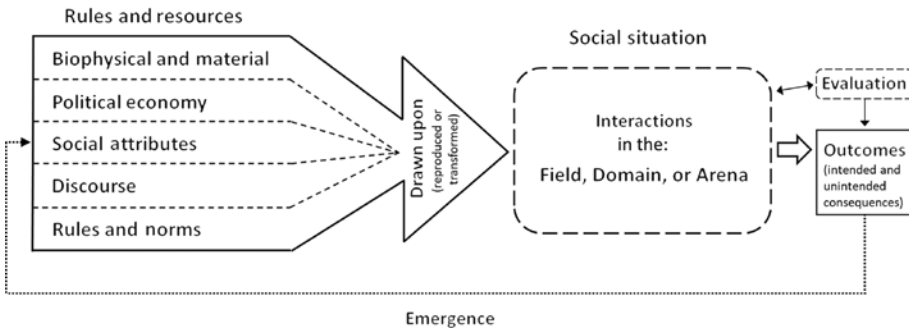 Rules and resources
Biophysical and material
Political economy
Social attributes
Discourse
Rules and norms
Drawn upon
(reproduced or
transformed)
Social situation
Interactions
in the:
Field, Domain, or Arena
Evaluation
Outcomes
(intended and
unintended
consequences)
Emergence